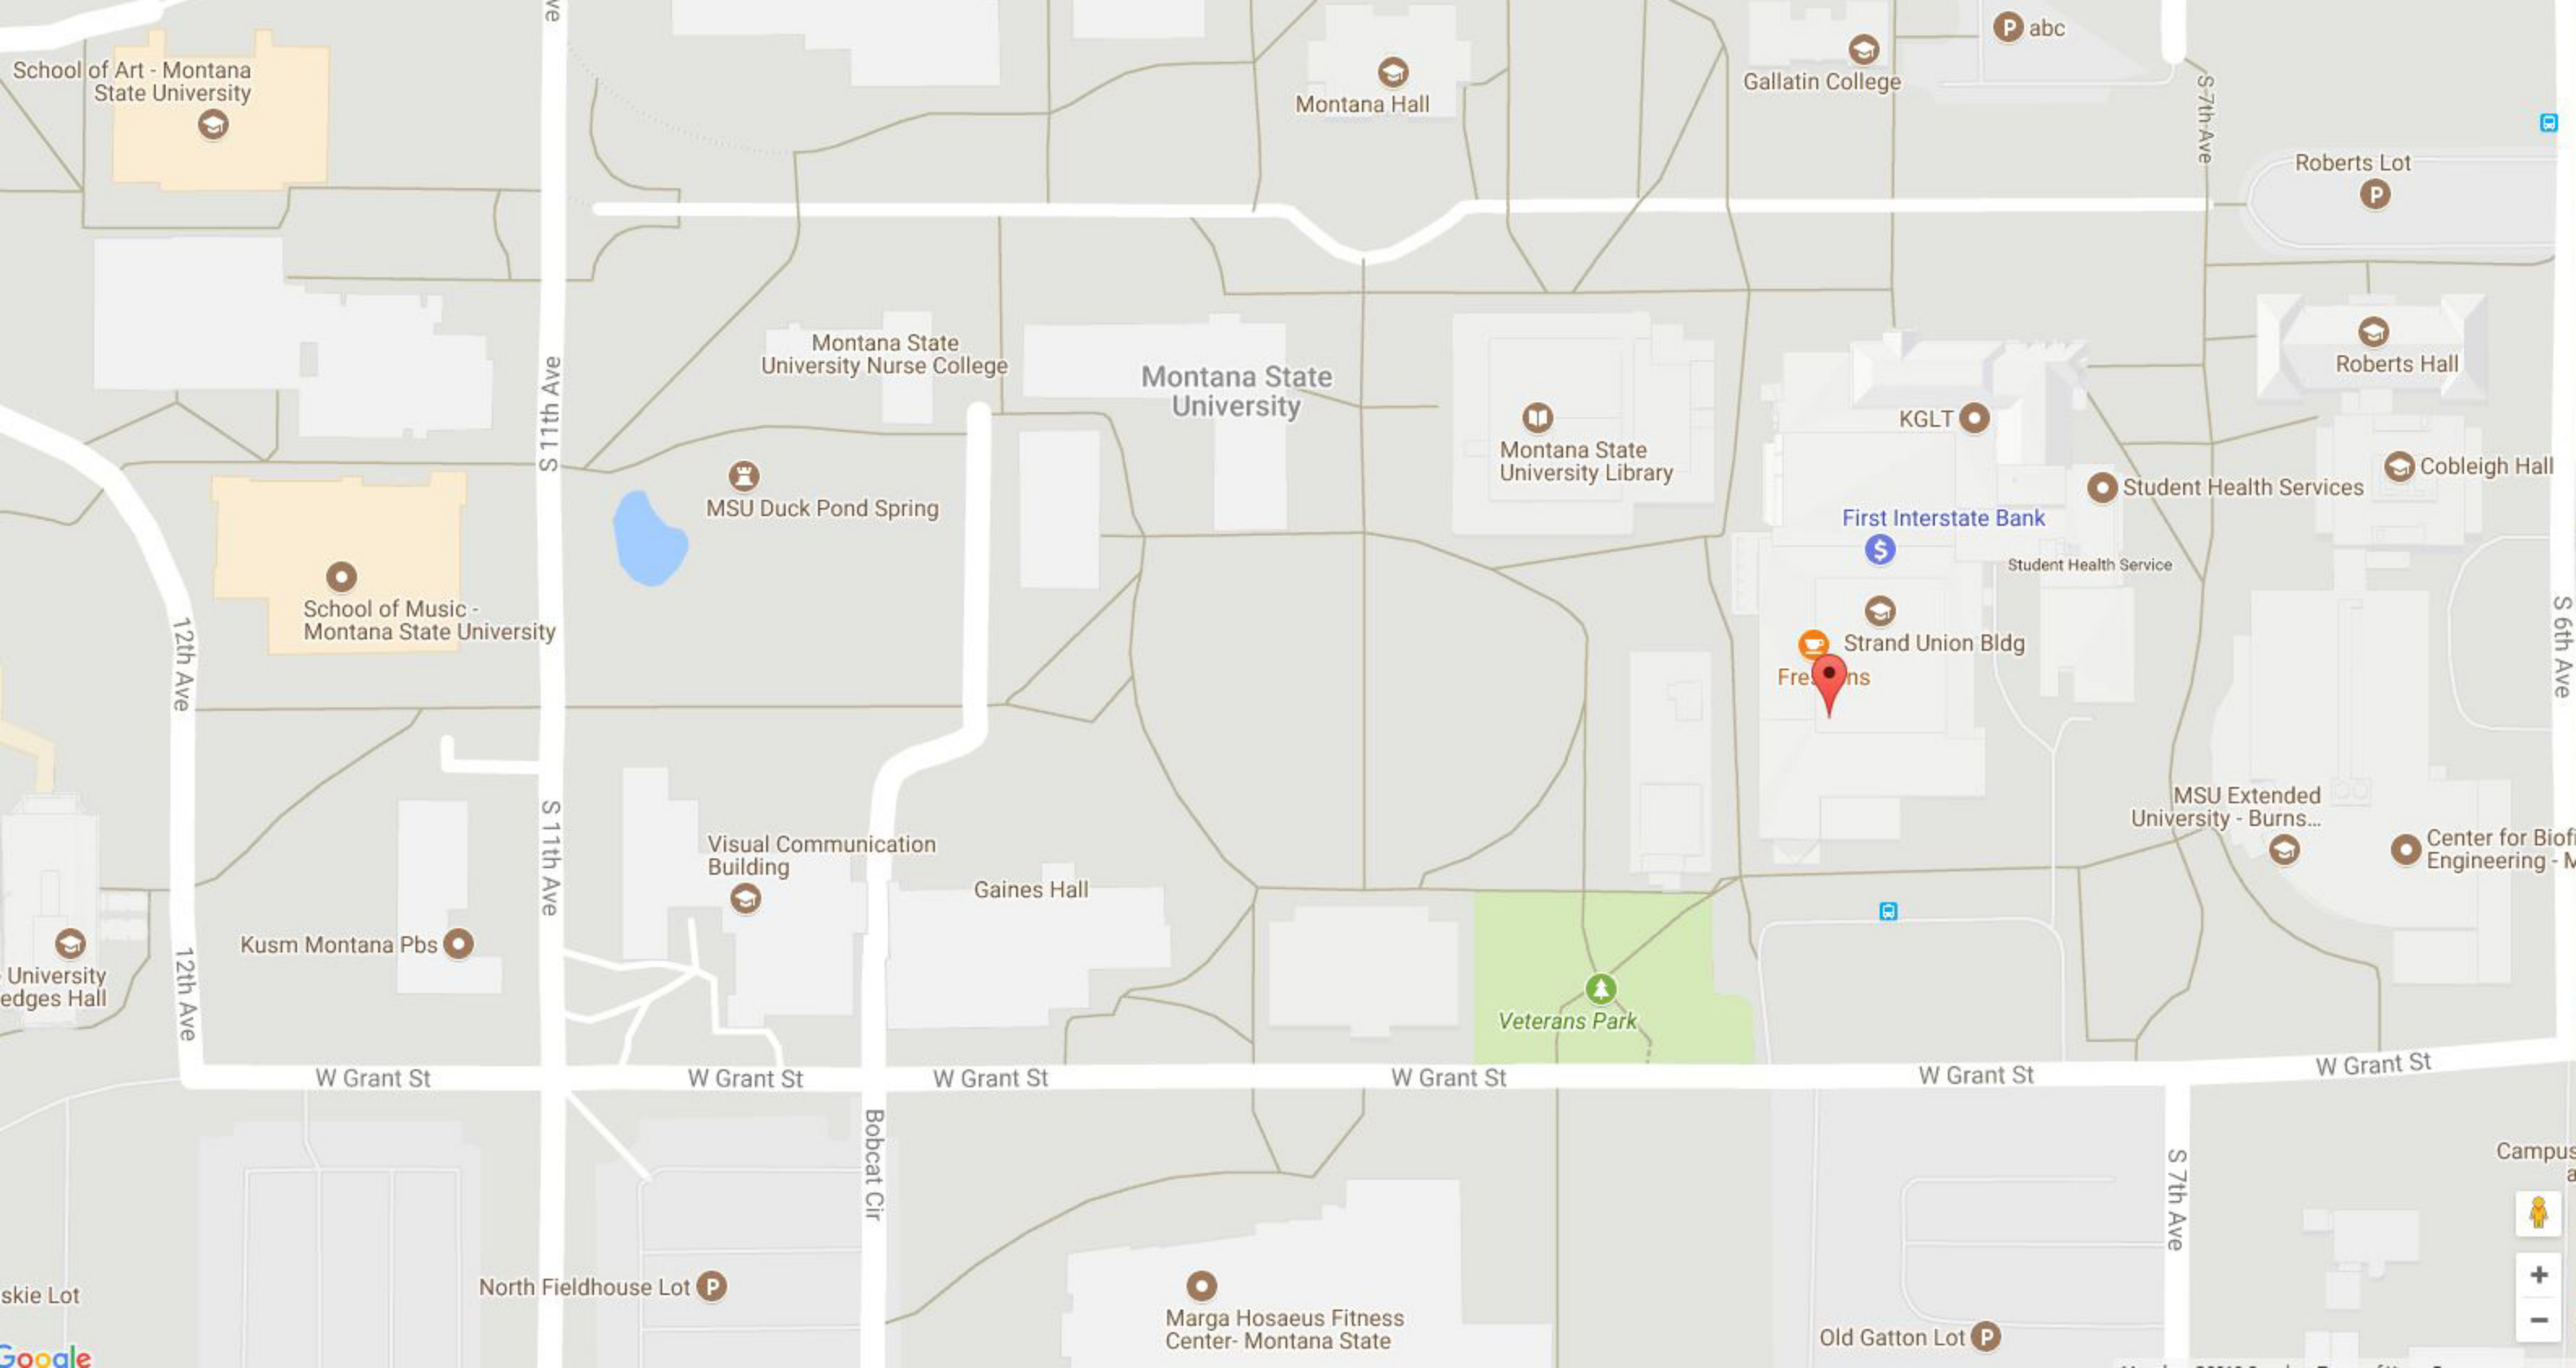 ve
School of Art - Montana
State University
Montana Hall
Gallatin College
P abc
S 7th Ave
Roberts Lot
P
Montana State
University Nurse College
Montana State
University
S 11th Ave
Montana State
University Library
KGLT
Roberts Hall
Cobleigh Hall
Student Health Services
First Interstate Bank
$
Student Health Service
MSU Duck Pond Spring
School of Music -
Montana State University
12th Ave
Strand Union Bldg
S 6th Ave
MSU Extended
University - Burns...
Center for Biofi
Engineering - M
S 11th Ave
Visual Communication
Building
Gaines Hall
Kusm Montana Pbs
University
edges Hall
12th Ave
Veterans Park
W Grant St
W Grant St
W Grant St
W Grant St
W Grant St
W Grant St
Bobcat Cir
S 7th Ave
Campus
a
North Fieldhouse Lot P
skie Lot
Marga Hosaeus Fitness
Center- Montana State
Old Gatton Lot P
+
−
Google